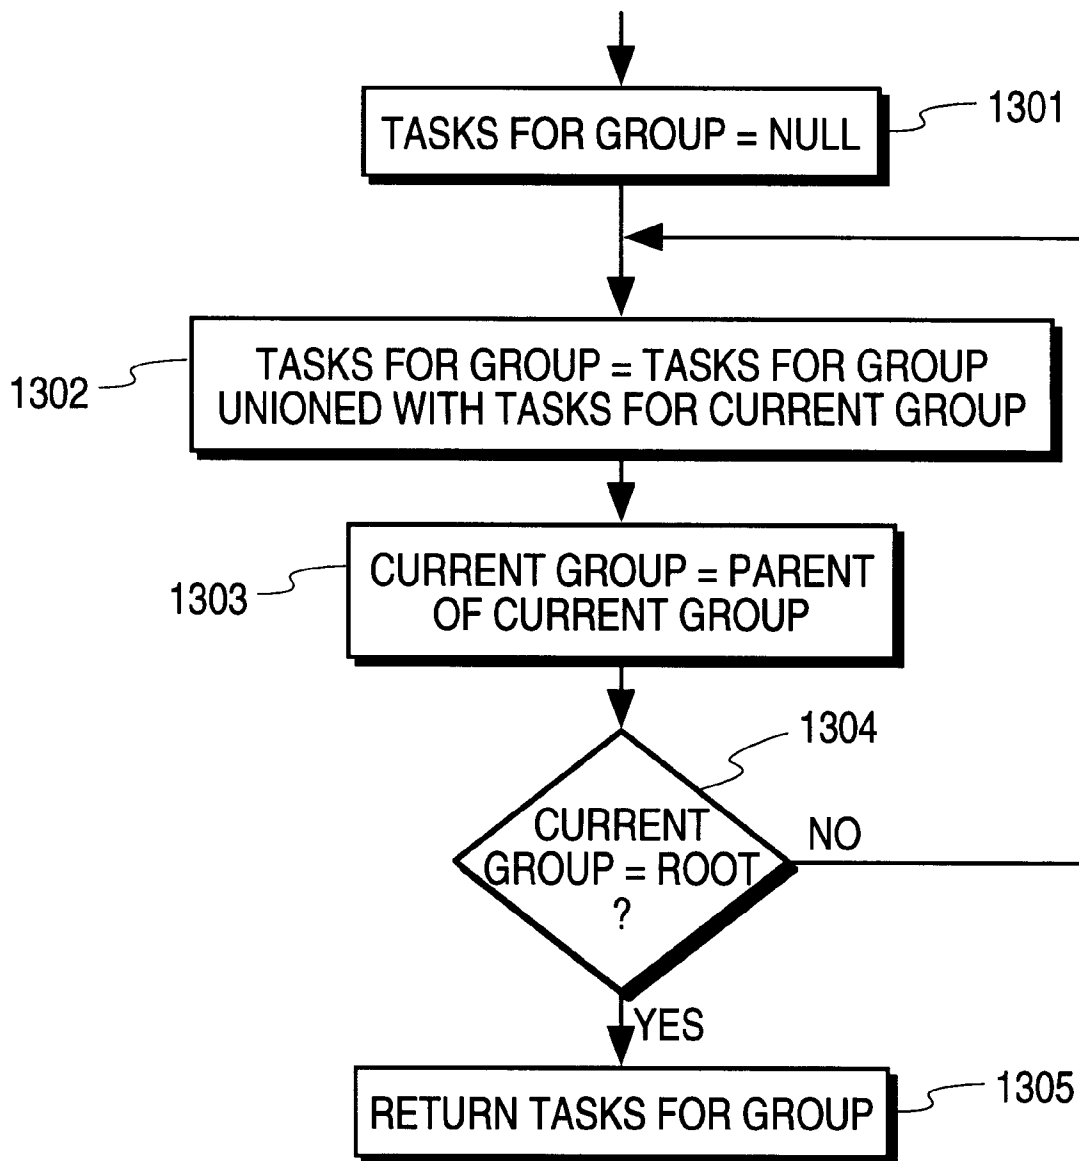 TASKS FOR GROUP = NULL
1301
TASKS FOR GROUP = TASKS FOR GROUP
UNIONED WITH TASKS FOR CURRENT GROUP
1302
CURRENT GROUP = PARENT
OF CURRENT GROUP
1303
1304
CURRENT
GROUP = ROOT
?
NO
YES
RETURN TASKS FOR GROUP
1305